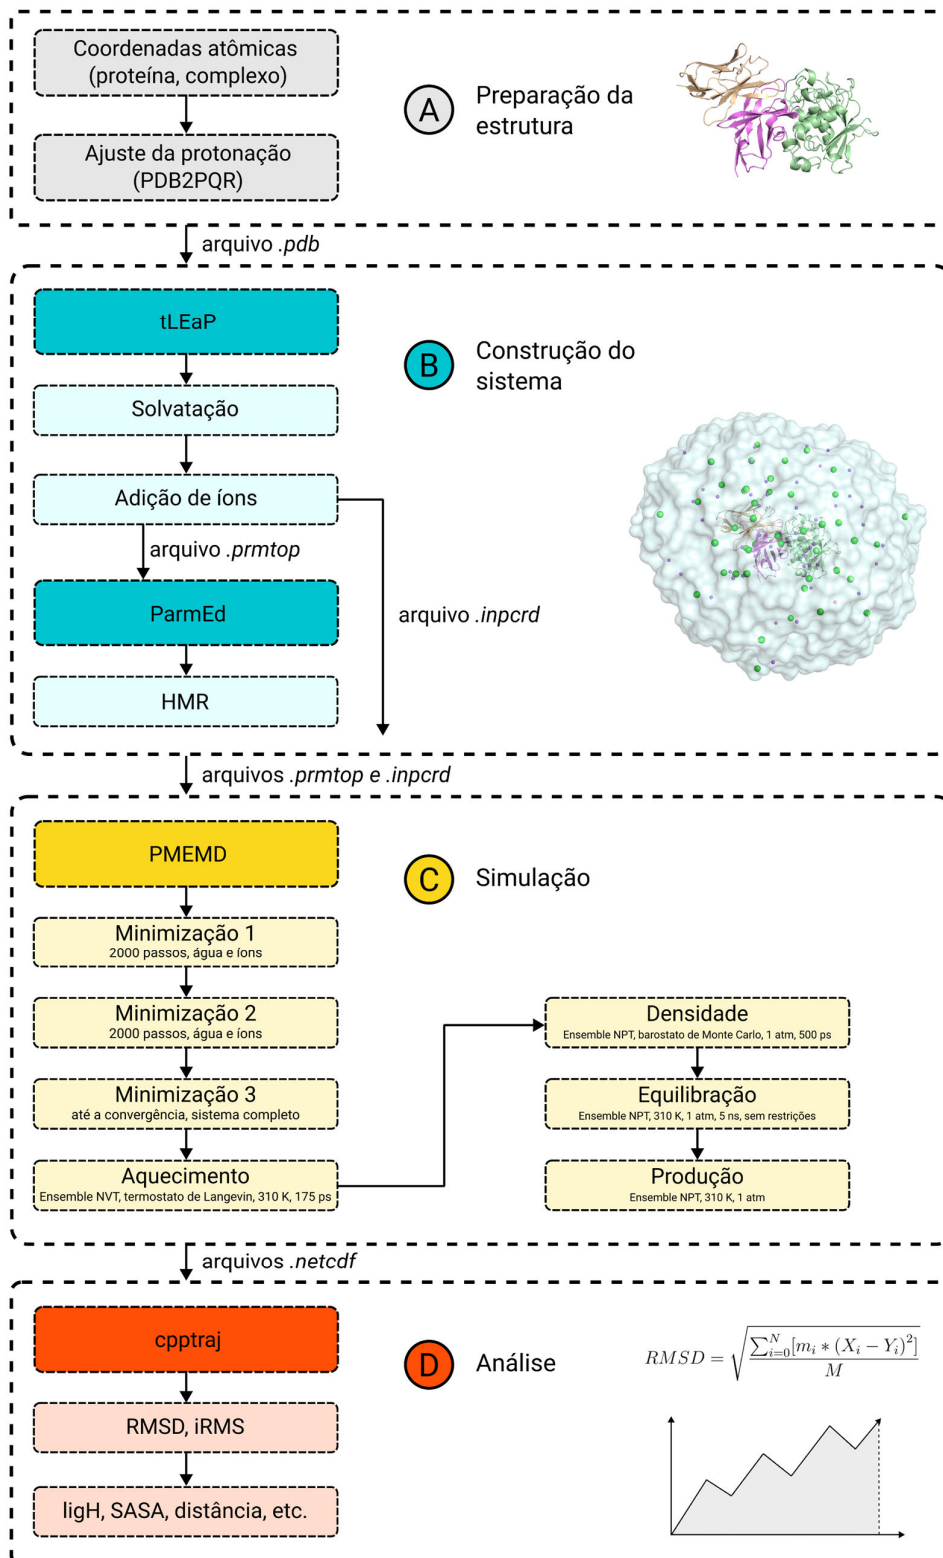 Coordenadas atômicas
(proteína, complexo)
Ajuste da protonação
(PDB2PQR)
A
Preparação da
estrutura
arquivo .pdb
tLEaP
Solvatação
Adição de íons
arquivo .prmtop
ParmEd
HMR
arquivo .inpcrd
B
Construção do
sistema
arquivos .prmtop e .inpcrd
PMEMD
C
Simulação
Minimização 1
2000 passos, água e íons
Minimização 2
2000 passos, água e íons
Minimização 3
até a convergência, sistema completo
Aquecimento
Ensemble NVT, termostato de Langevin, 310 K, 175 ps
Densidade
Ensemble NPT, barostato de Monte Carlo, 1 atm, 500 ps
Equilibração
Ensemble NPT, 310 K, 1 atm, 5 ns, sem restrições
Produção
Ensemble NPT, 310 K, 1 atm
arquivos .netcdf
cpptraj
RMSD, iRMS
ligH, SASA, distância, etc.
D
Análise
RMSD = √(∑_{i=0}^{N}[m_i * (X_i − Y_i)^2] / M)